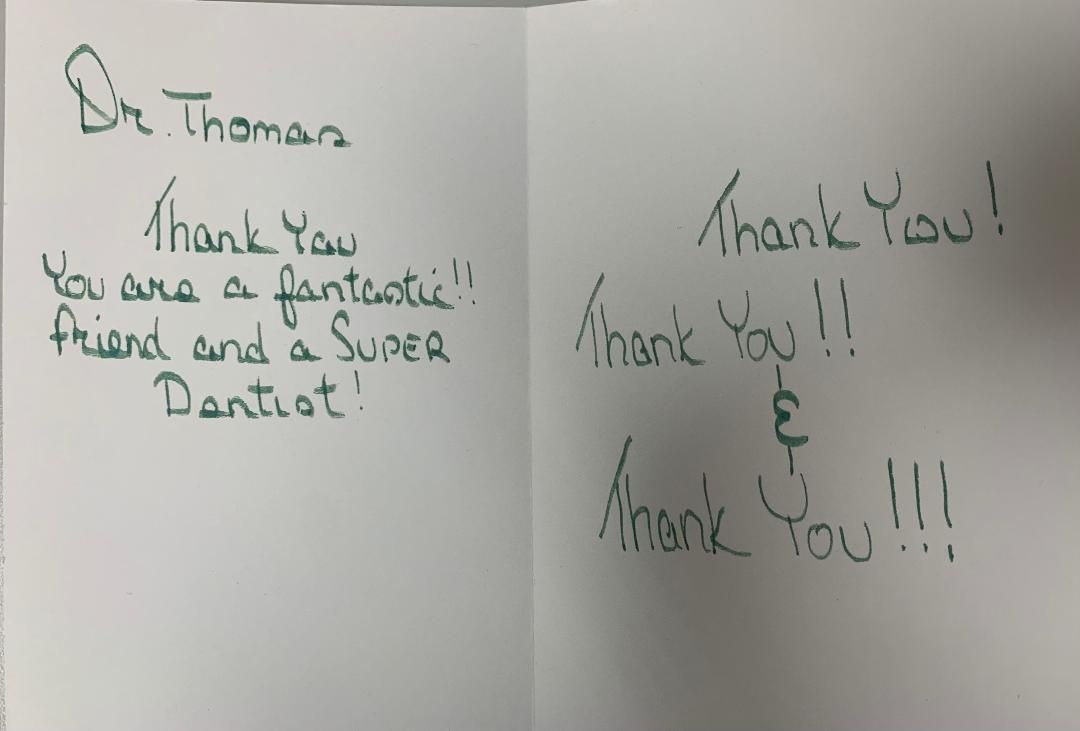 Dr. Thomas
Thank You
You are a fantastic!!
friend and a SUPER
Dentist!
Thank You!
Thank You!!
&
Thank You!!!